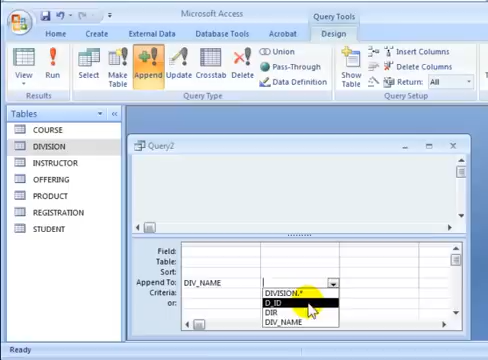 Microsoft Access
Query Tools
Home
Create
External Data
Database Tools
Acrobat
Design
View
Run
Select
Make
Table
Append
Update
Crosstab
Delete
Union
Pass-Through
Data Definition
Show
Table
Insert Columns
Delete Columns
Return: All
Results
Query Type
Query Setup
Tables
COURSE
DIVISION
INSTRUCTOR
OFFERING
PRODUCT
REGISTRATION
STUDENT
Query2
Field:
Table:
Sort:
Append To: DIV_NAME
Criteria:
or:
DIVISION.*
D_ID
DIR
DIV_NAME
Ready